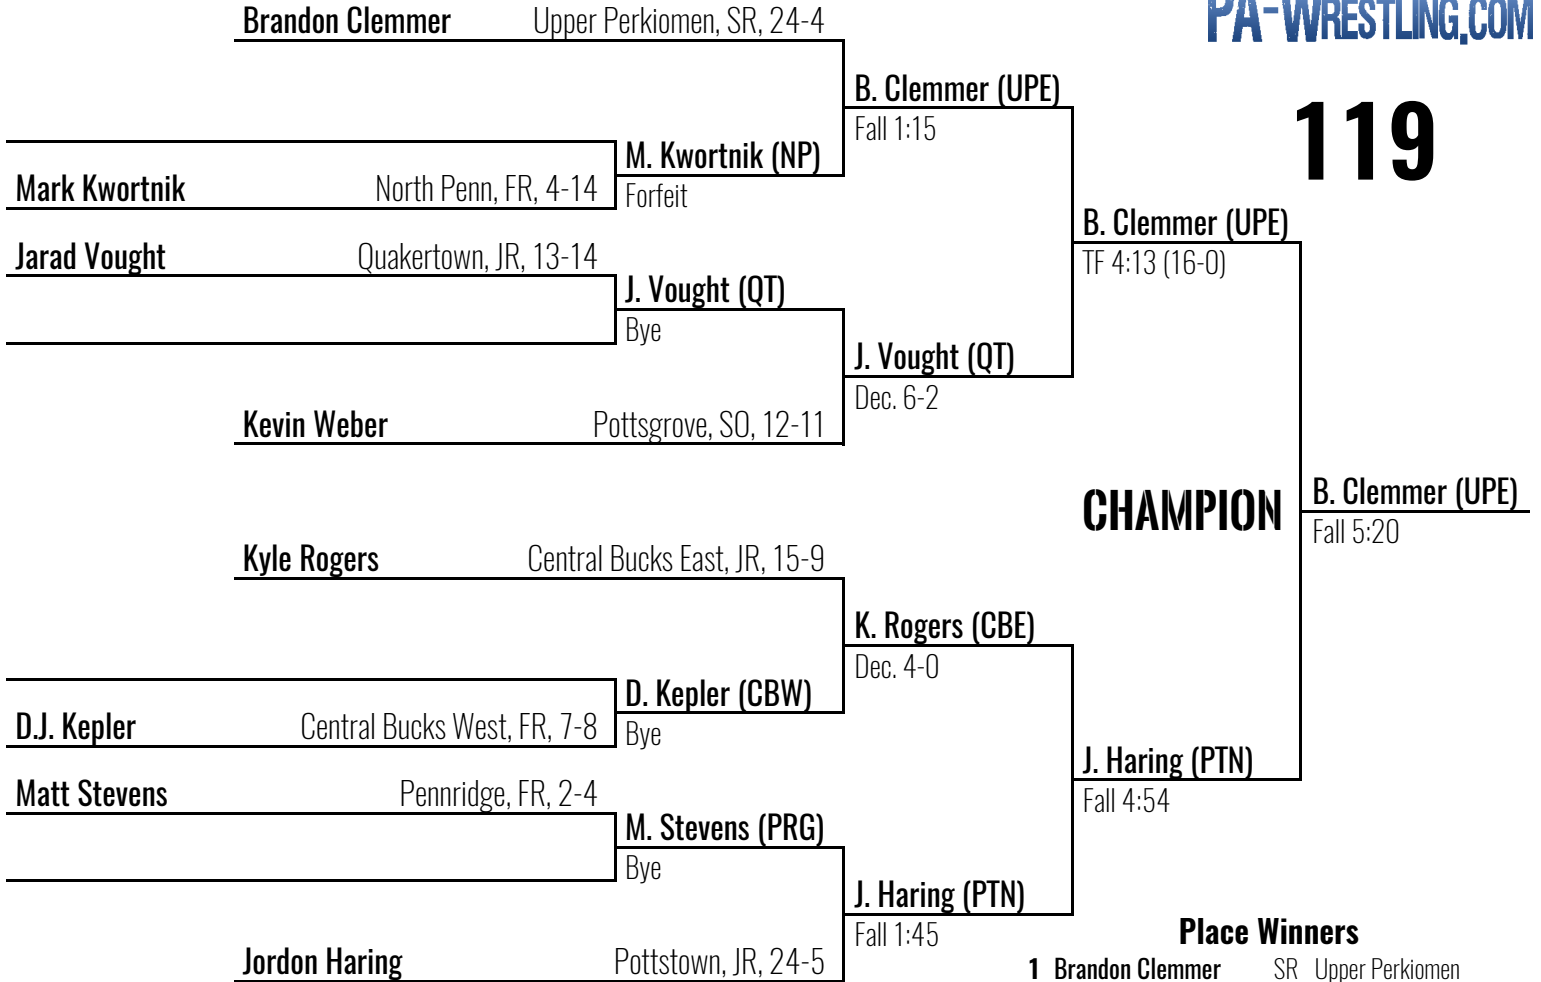 PA-WRESTLING.COM
119
Brandon Clemmer Upper Perkiomen, SR, 24-4
B. Clemmer (UPE)
Fall 1:15
M. Kwortnik (NP)
Mark Kwortnik North Penn, FR, 4-14
Forfeit
B. Clemmer (UPE)
TF 4:13 (16-0)
Jarad Vought Quakertown, JR, 13-14
J. Vought (QT)
Bye
J. Vought (QT)
Dec. 6-2
Kevin Weber Pottsgrove, SO, 12-11
CHAMPION
B. Clemmer (UPE)
Fall 5:20
Kyle Rogers Central Bucks East, JR, 15-9
K. Rogers (CBE)
Dec. 4-0
D. Kepler (CBW)
D.J. Kepler Central Bucks West, FR, 7-8
Bye
J. Haring (PTN)
Fall 4:54
Matt Stevens Pennridge, FR, 2-4
M. Stevens (PRG)
Bye
J. Haring (PTN)
Fall 1:45
Jordon Haring Pottstown, JR, 24-5
Place Winners
1 Brandon Clemmer SR Upper Perkiomen